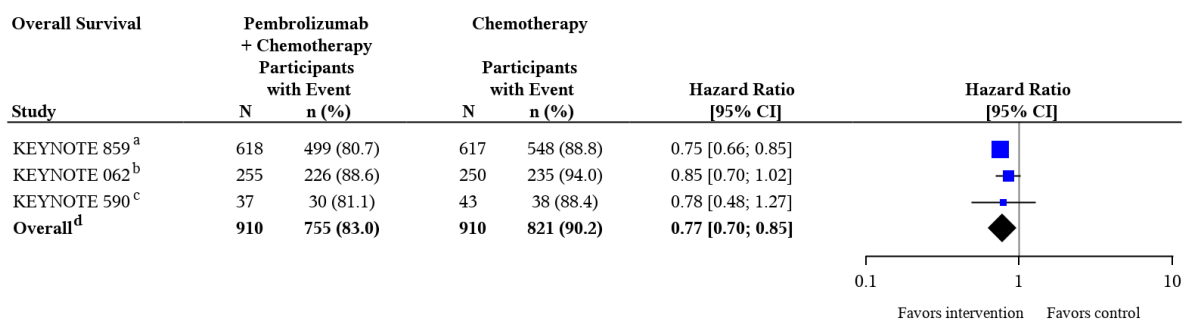 Overall Survival Pembrolizumab Chemotherapy
+ Chemotherapy
Participants Participants
with Event with Event Hazard Ratio Hazard Ratio
Study N n (%) N n (%) [95% CI] [95% CI]
KEYNOTE 859 a 618 499 (80.7) 617 548 (88.8) 0.75 [0.66; 0.85]
KEYNOTE 062 b 255 226 (88.6) 250 235 (94.0) 0.85 [0.70; 1.02]
KEYNOTE 590 c 37 30 (81.1) 43 38 (88.4) 0.78 [0.48; 1.27]
Overall d 910 755 (83.0) 910 821 (90.2) 0.77 [0.70; 0.85]
0.1 1 10
Favors intervention Favors control